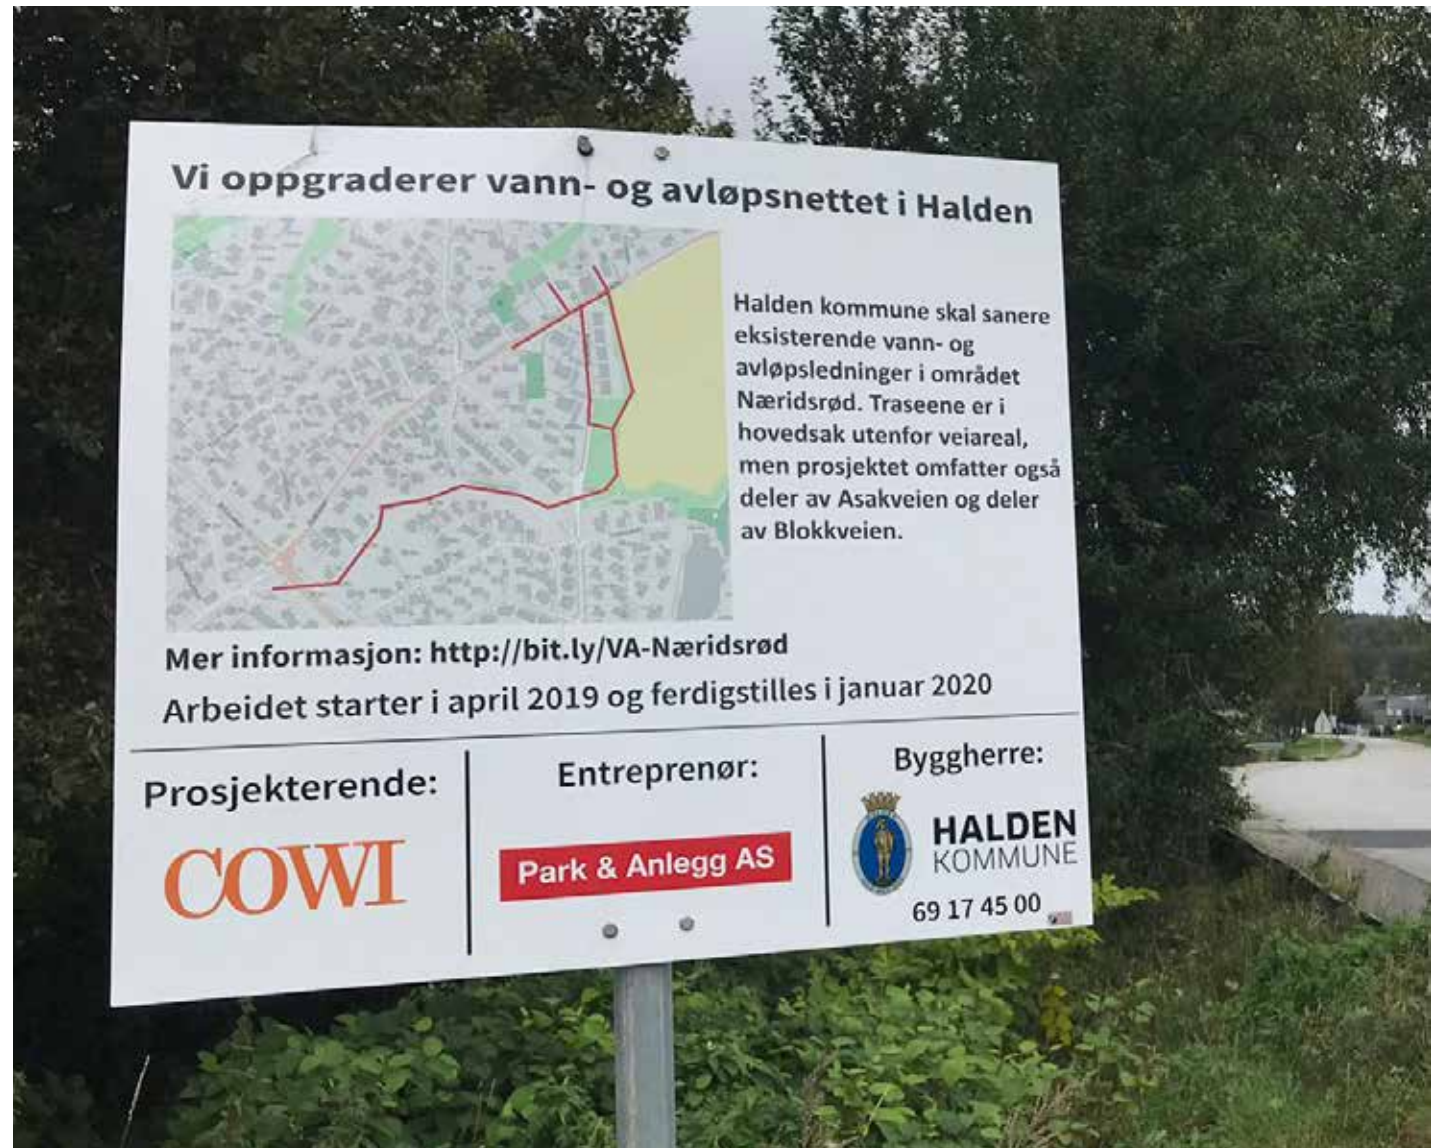 Vi oppgraderer vann- og avløpsnettet i Halden
Halden kommune skal sanere
eksisterende vann- og
avløpsledninger i området
Næridsrød. Traseene er i
hovedsak utenfor veiareal,
men prosjektet omfatter også
deler av Asakveien og deler
av Blokkveien.
Mer informasjon: http://bit.ly/VA-Næridsrød
Arbeidet starter i april 2019 og ferdigstilles i januar 2020
Prosjekterende:
COWI
Entreprenør:
Park & Anlegg AS
Byggherre:
HALDEN
KOMMUNE
69 17 45 00